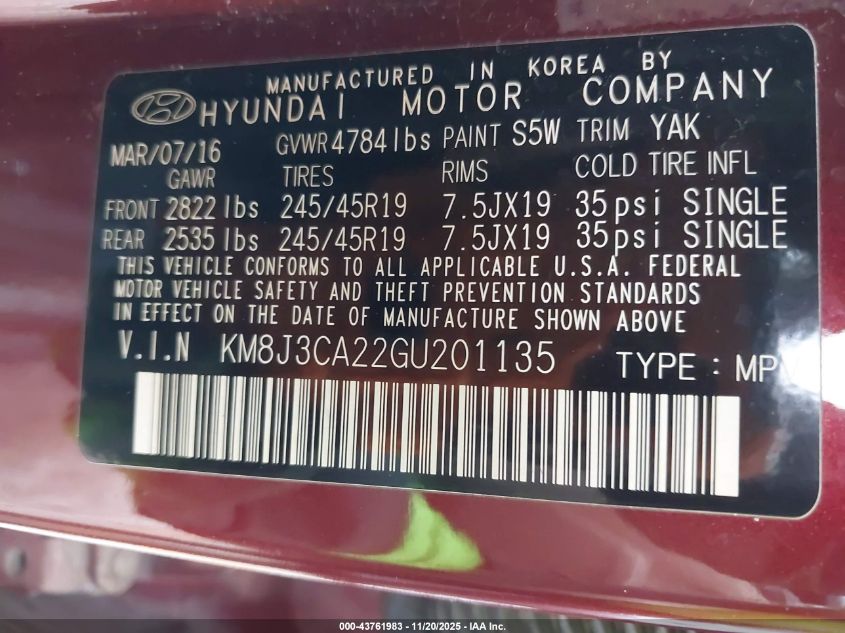 MANUFACTURED IN KOREA BY
HYUNDAI MOTOR COMPANY
MAR/07/16 GVWR 4784 lbs PAINT S5W TRIM YAK
GAWR TIRES RIMS COLD TIRE INFL
FRONT 2822 lbs 245/45R19 7.5JX19 35psi SINGLE
REAR 2535 lbs 245/45R19 7.5JX19 35psi SINGLE
THIS VEHICLE CONFORMS TO ALL APPLICABLE U.S.A. FEDERAL
MOTOR VEHICLE SAFETY AND THEFT PREVENTION STANDARDS
IN EFFECT ON THE DATE OF MANUFACTURE SHOWN ABOVE
V.I.N KM8J3CA22GU201135 TYPE : MPV
000-43761983 - 11/20/2025 - IAA Inc.